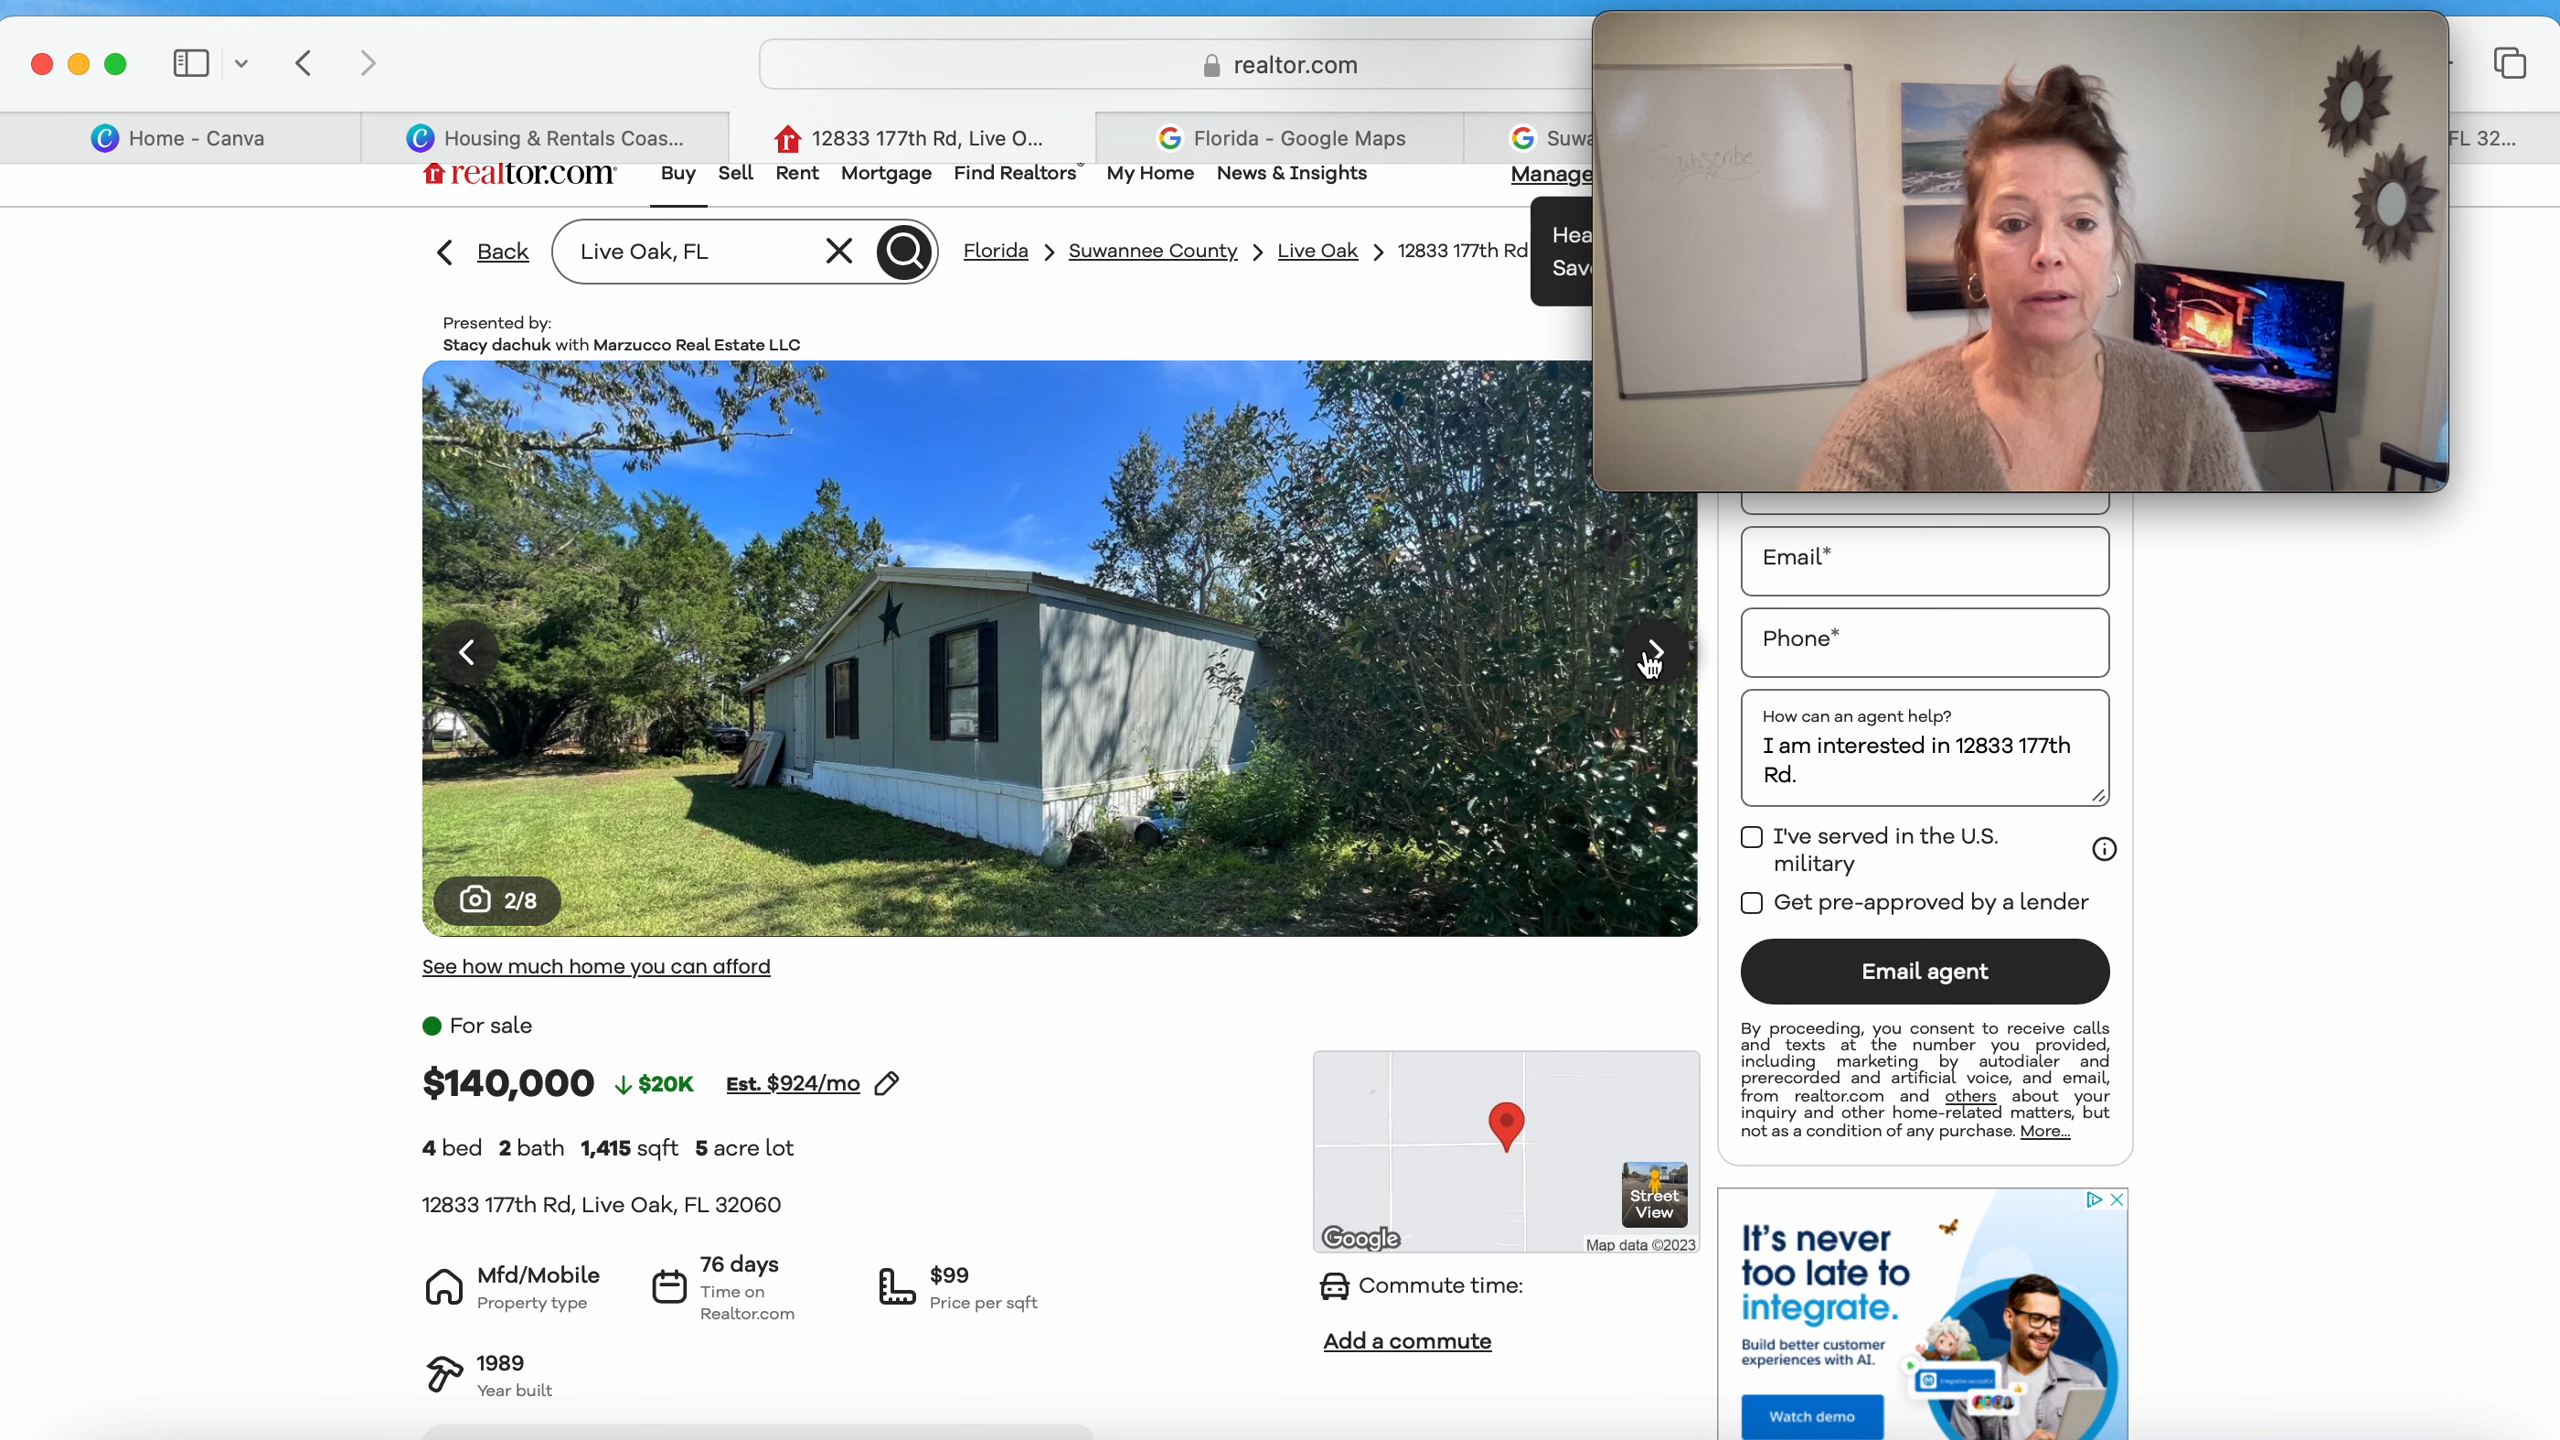 realtor.com
Home - Canva
Housing & Rentals Coas...
12833 177th Rd, Live O...
Florida - Google Maps
Suwa
FL 32...
realtor.com
Buy
Sell
Rent
Mortgage
Find Realtors®
My Home
News & Insights
Manage
Subscribe
Back
Live Oak, FL
Florida
Suwannee County
Live Oak
12833 177th Rd
Hea
Save
Presented by:
Stacy dachuk with Marzucco Real Estate LLC
2/8
Email*
Phone*
How can an agent help?
I am interested in 12833 177th
Rd.
I've served in the U.S.
military
Get pre-approved by a lender
Email agent
By proceeding, you consent to receive calls
and texts at the number you provided,
including marketing by autodialer and
prerecorded and artificial voice, and email,
from realtor.com and others about your
inquiry and other home-related matters, but
not as a condition of any purchase. More...
See how much home you can afford
For sale
$140,000
$20K
Est. $924/mo
4 bed 2 bath 1,415 sqft 5 acre lot
12833 177th Rd, Live Oak, FL 32060
Mfd/Mobile
Property type
76 days
Time on
Realtor.com
$99
Price per sqft
1989
Year built
Street
View
Google
Map data ©2023
Commute time:
Add a commute
It's never
too late to
integrate.
Build better customer
experiences with AI.
Watch demo